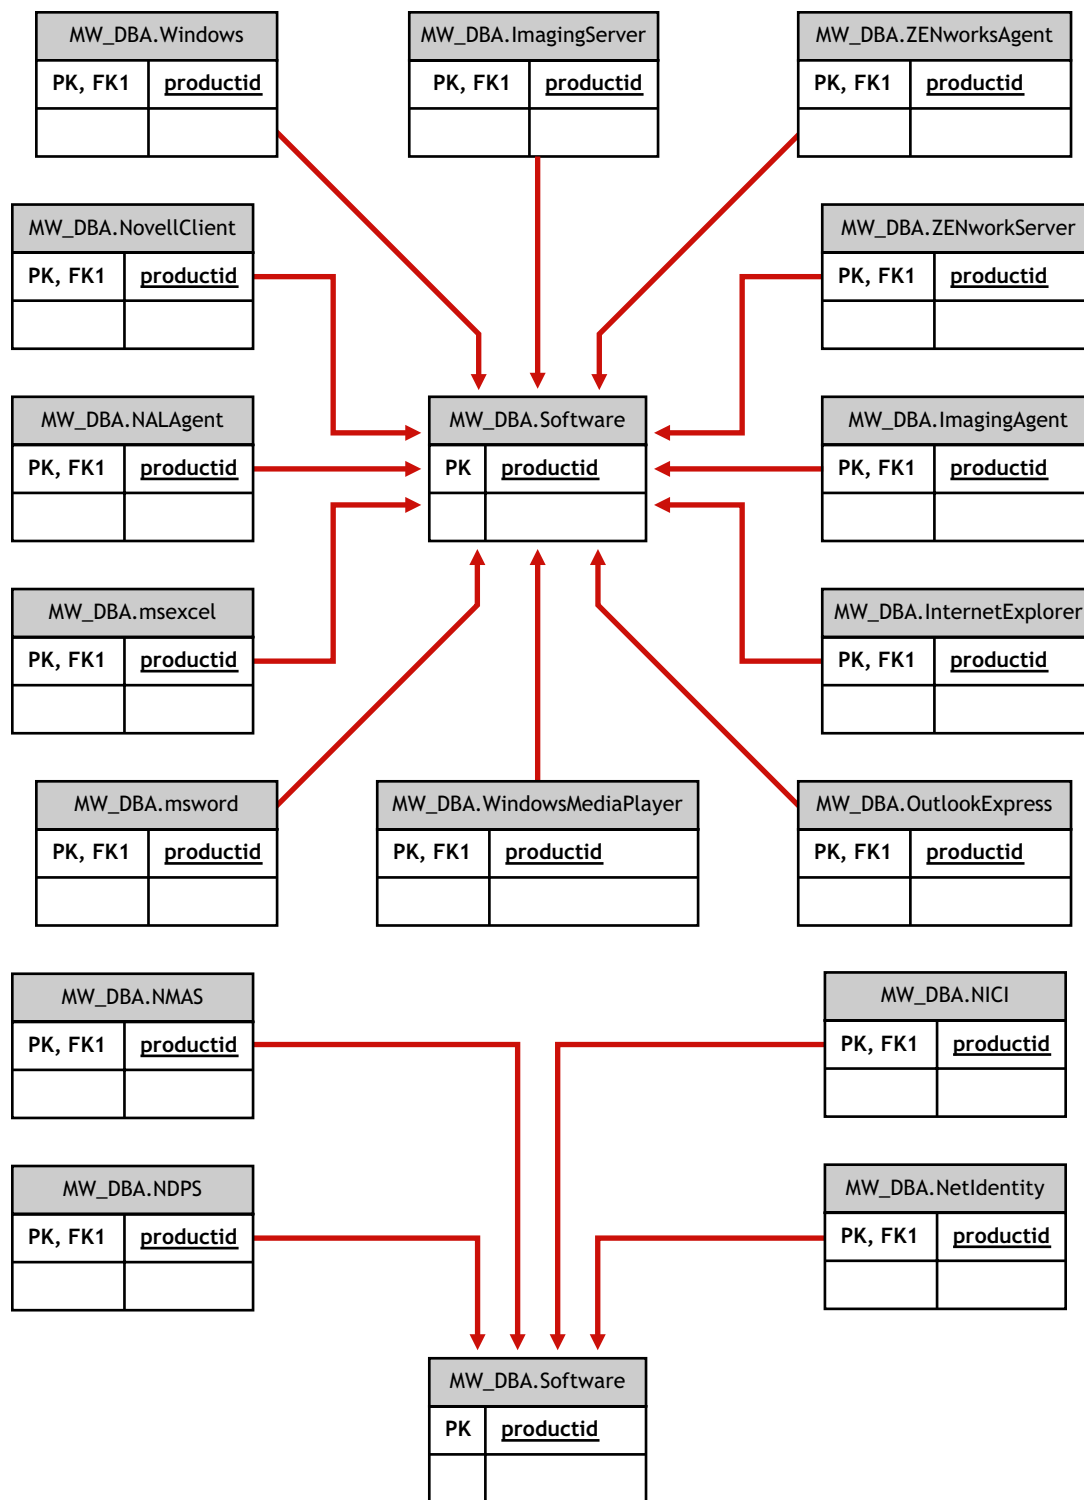 MW_DBA.Windows
PK, FK1 productid
MW_DBA.ImagingServer
PK, FK1 productid
MW_DBA.ZENworksAgent
PK, FK1 productid
MW_DBA.NovellClient
PK, FK1 productid
MW_DBA.ZENworkServer
PK, FK1 productid
MW_DBA.NALAgent
PK, FK1 productid
MW_DBA.Software
PK productid
MW_DBA.ImagingAgent
PK, FK1 productid
MW_DBA.msexcel
PK, FK1 productid
MW_DBA.InternetExplorer
PK, FK1 productid
MW_DBA.msword
PK, FK1 productid
MW_DBA.WindowsMediaPlayer
PK, FK1 productid
MW_DBA.OutlookExpress
PK, FK1 productid
MW_DBA.NMAS
PK, FK1 productid
MW_DBA.NICI
PK, FK1 productid
MW_DBA.NDPS
PK, FK1 productid
MW_DBA.NetIdentity
PK, FK1 productid
MW_DBA.Software
PK productid